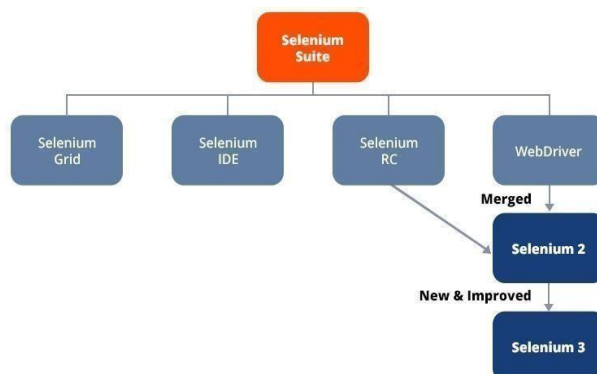 Selenium
Suite
Selenium
Grid
Selenium
IDE
Selenium
RC
WebDriver
Merged
Selenium 2
New & Improved
Selenium 3